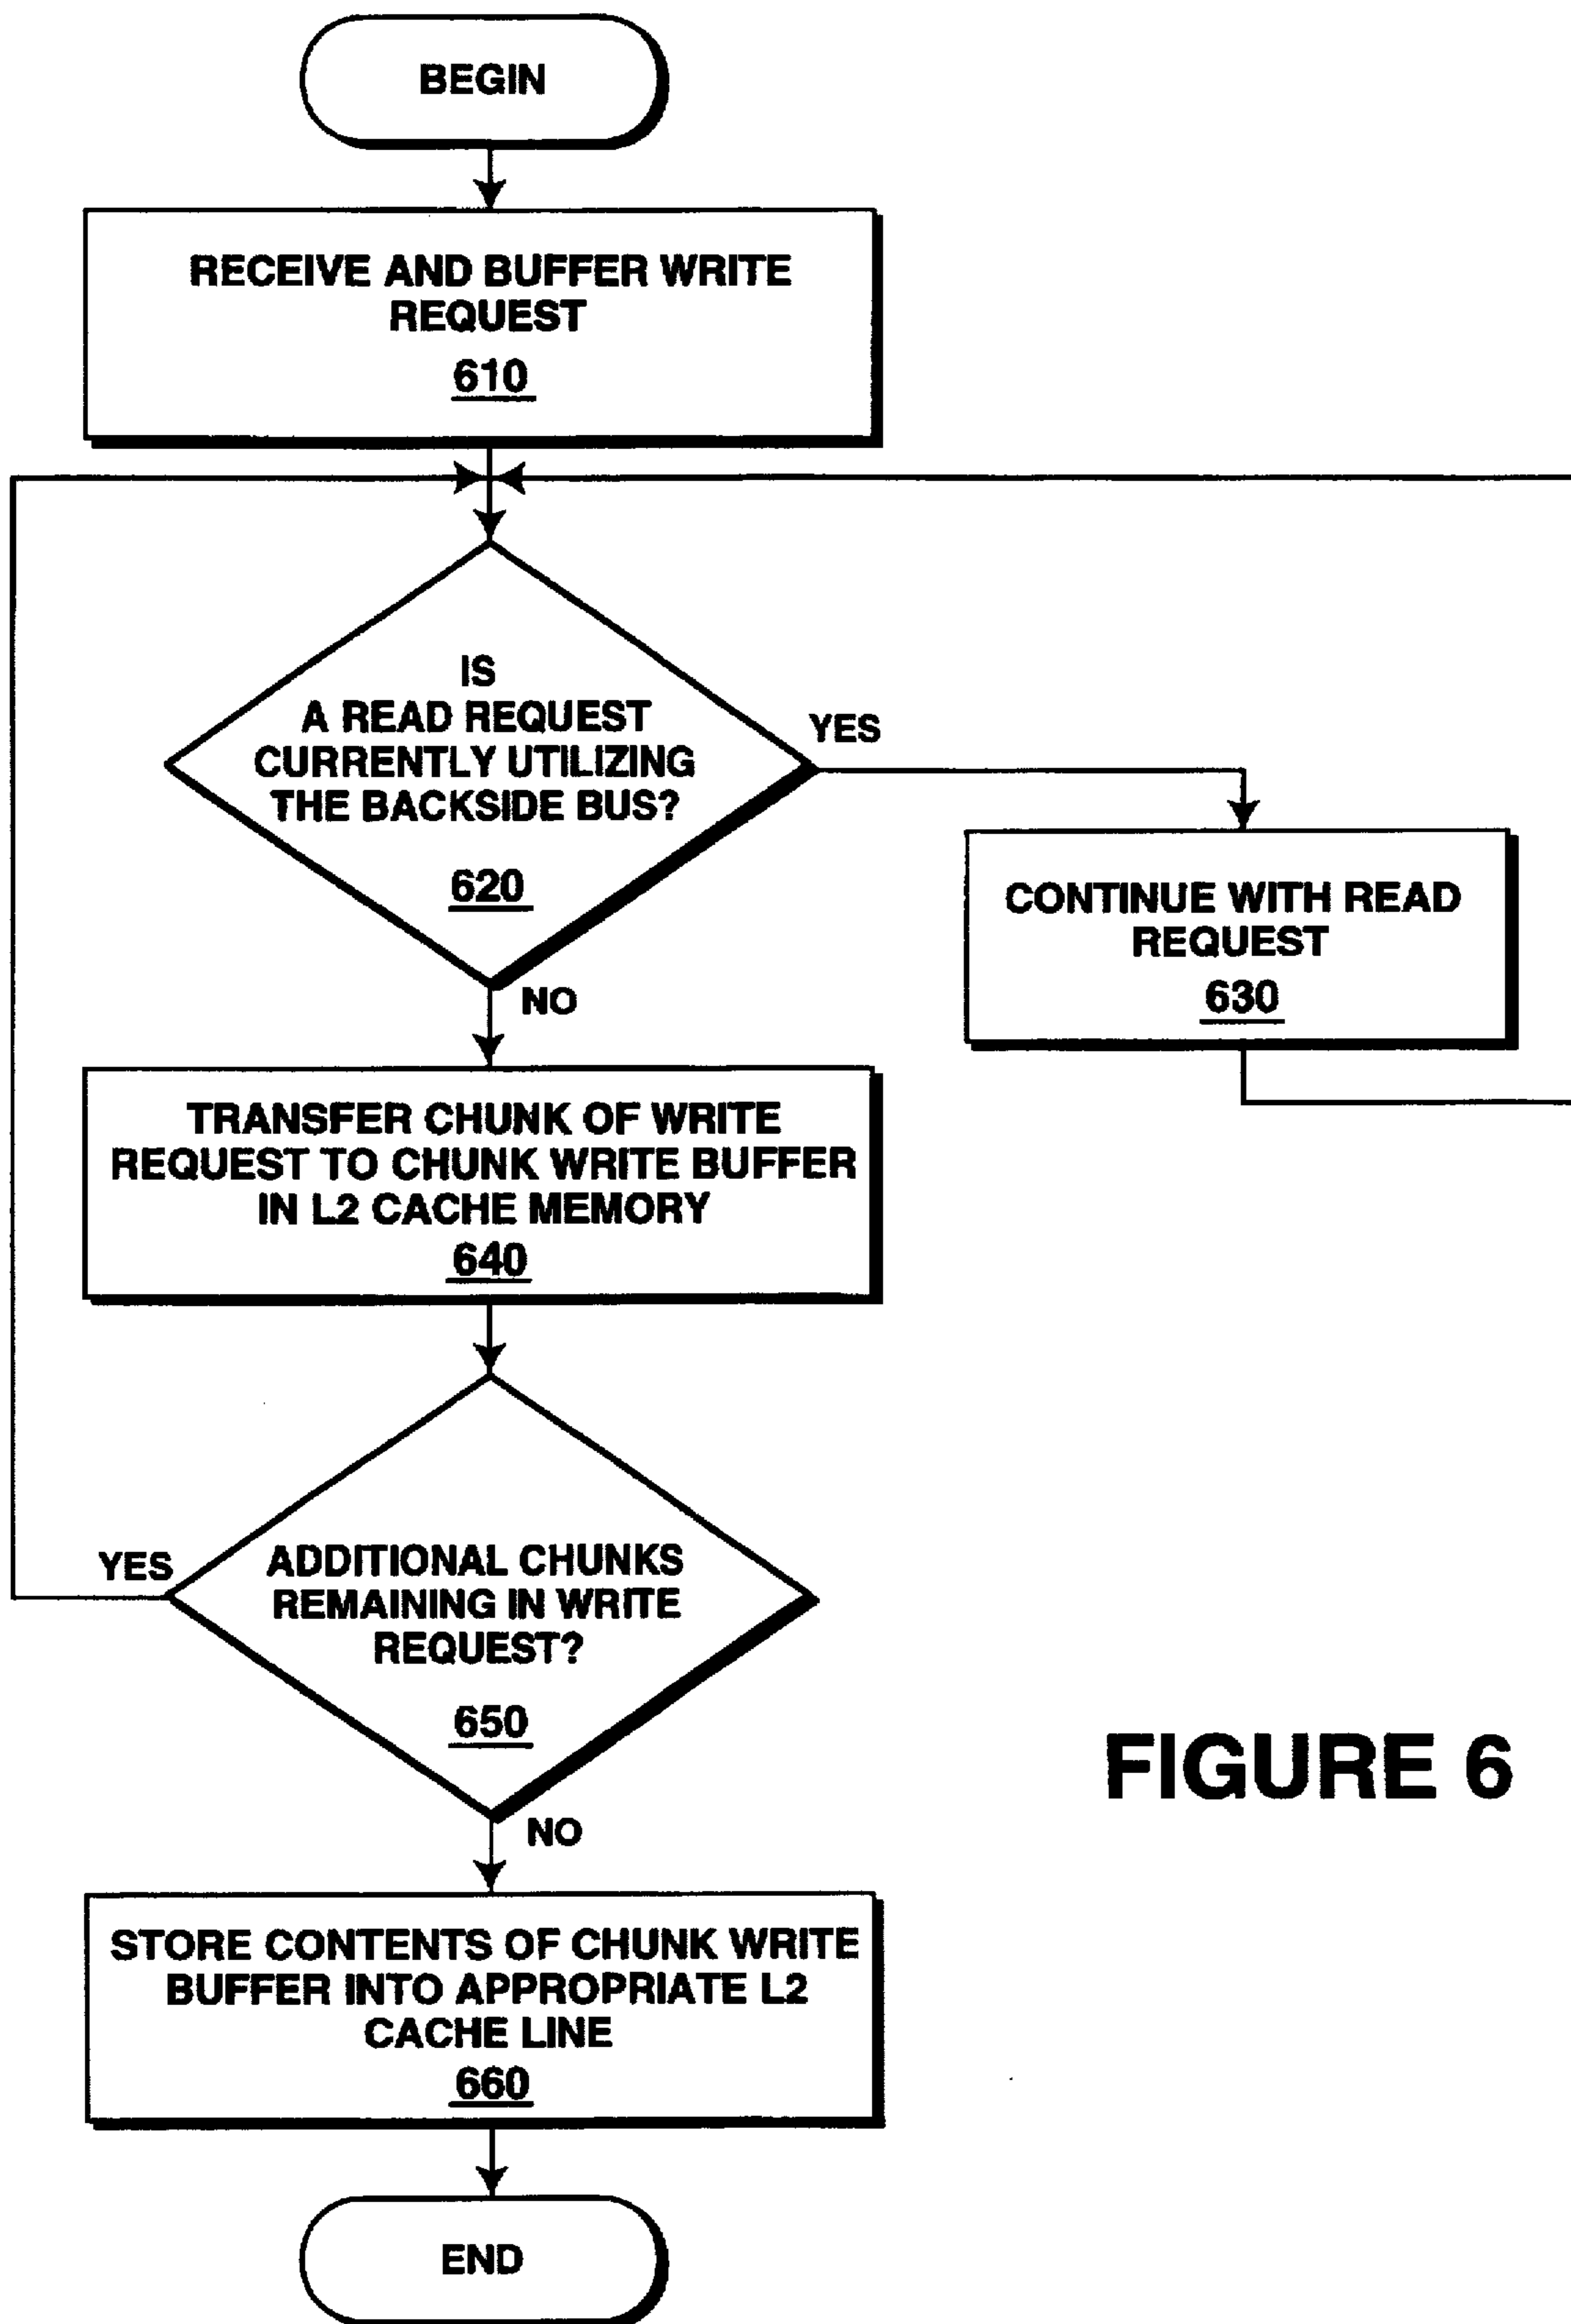 BEGIN
RECEIVE AND BUFFER WRITE
REQUEST
610
IS
A READ REQUEST
CURRENTLY UTILIZING
THE BACKSIDE BUS?
620
YES
NO
CONTINUE WITH READ
REQUEST
630
TRANSFER CHUNK OF WRITE
REQUEST TO CHUNK WRITE BUFFER
IN L2 CACHE MEMORY
640
YES
ADDITIONAL CHUNKS
REMAINING IN WRITE
REQUEST?
650
NO
STORE CONTENTS OF CHUNK WRITE
BUFFER INTO APPROPRIATE L2
CACHE LINE
660
END
FIGURE 6